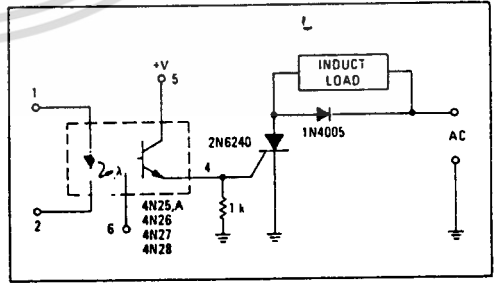 L
INDUCT
LOAD
+V
5
1
1N4005
AC
2N6240
λ
4
1 k
2
6
4N25,A
4N26
4N27
4N28